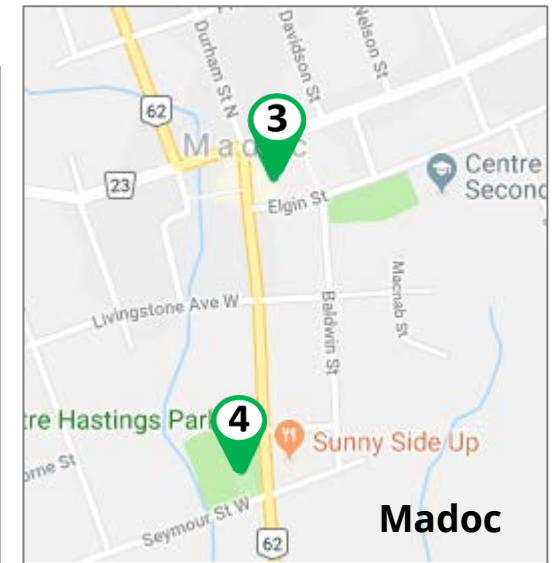 Durham St N
Davidson St
Nelson St
62
3
Madoc
23
Centre
Second
Elgin St
Macnab St
Baldwin St
Livingstone Ave W
tre Hastings Par
4
Sunny Side Up
orne St
Seymour St W
62
Madoc